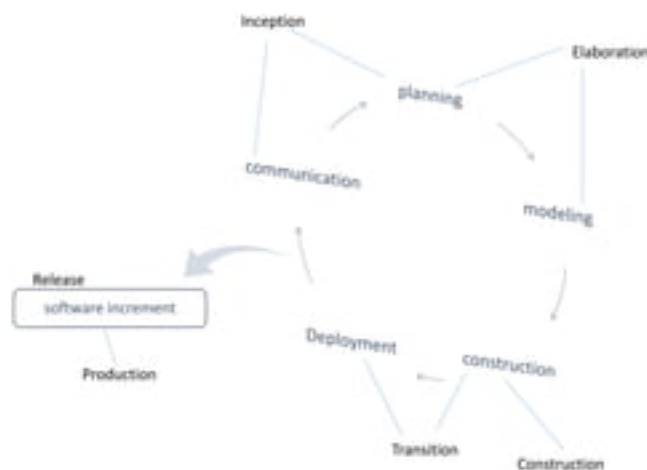 Inception
Elaboration
planning
communication
modeling
Release
software increment
Deployment
construction
Production
Transition
Construction